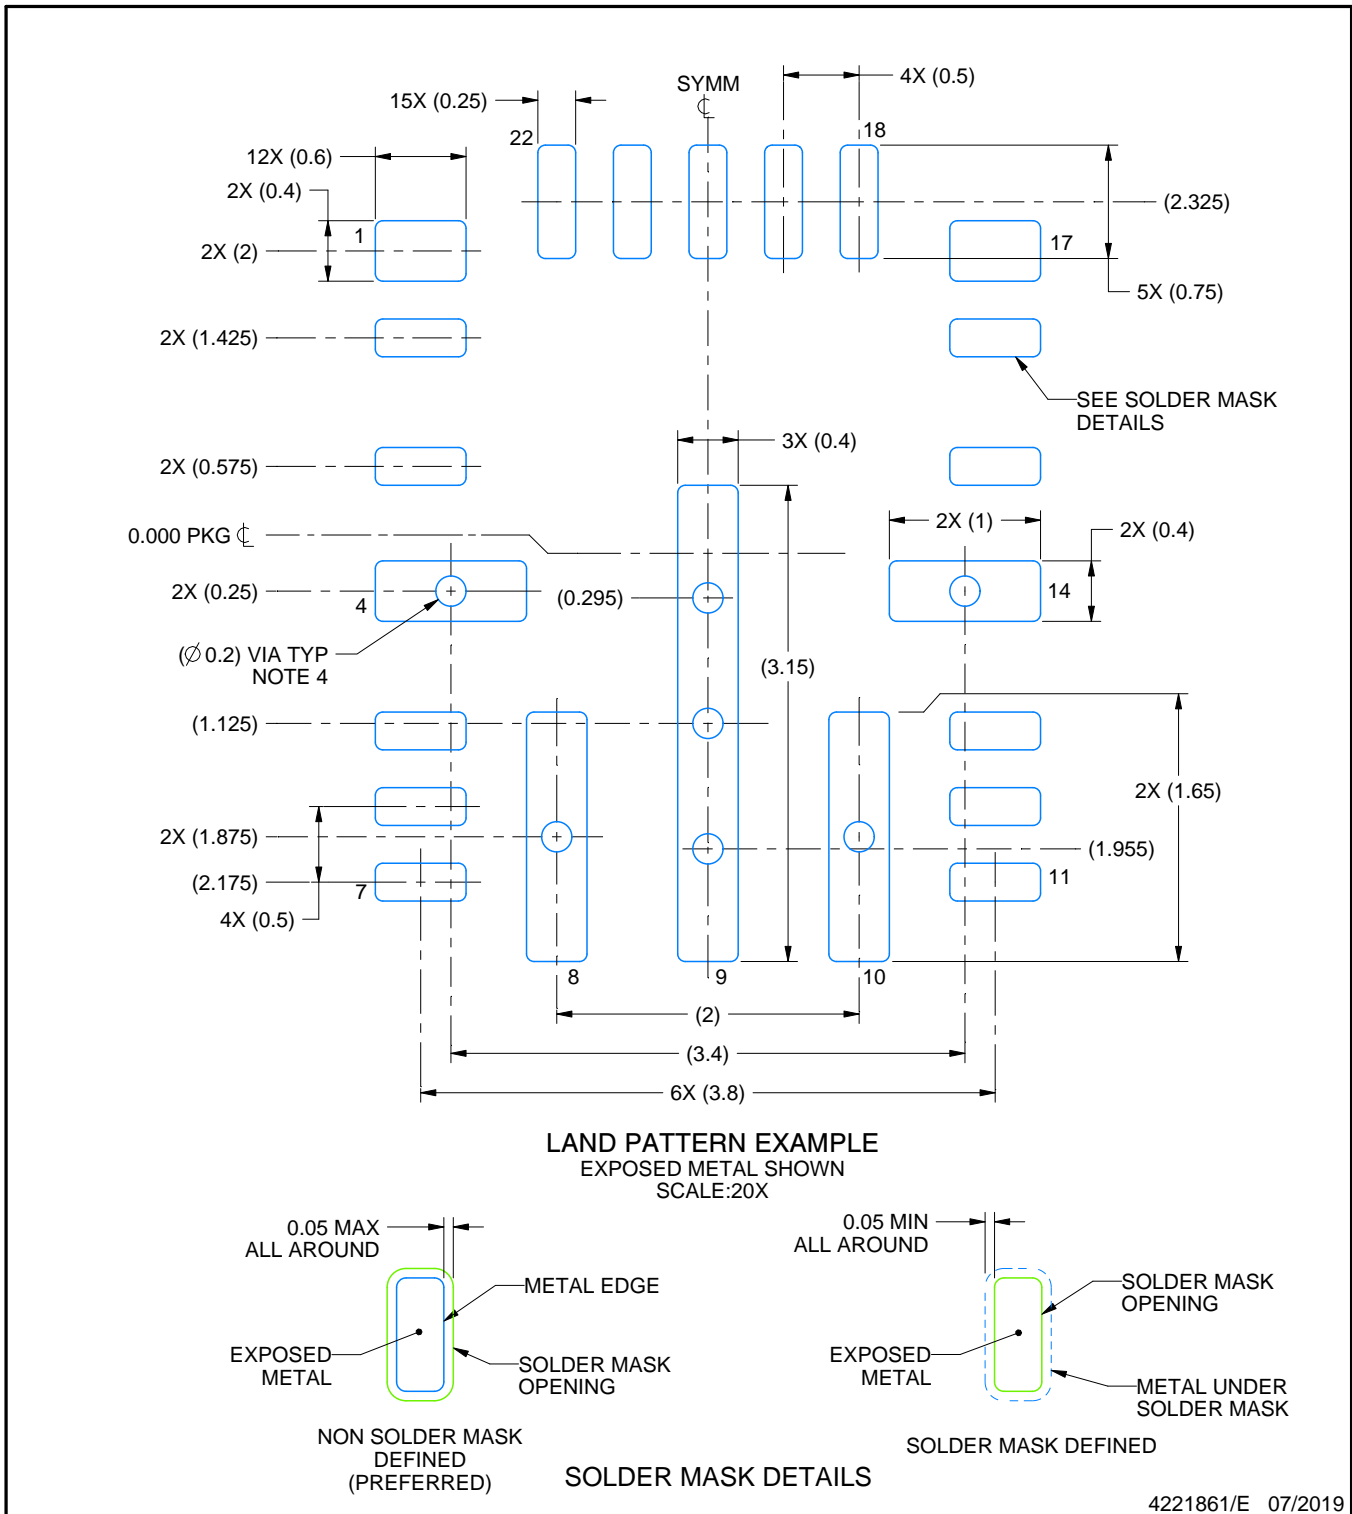 SYMM
4X (0.5)
15X (0.25)
22
18
12X (0.6)
2X (0.4)
1
2X (2)
(2.325)
17
5X (0.75)
2X (1.425)
SEE SOLDER MASK
DETAILS
3X (0.4)
2X (0.575)
2X (1)
2X (0.4)
0.000 PKG ℄
2X (0.25)
4
(0.295)
14
(Ø0.2) VIA TYP
NOTE 4
(3.15)
(1.125)
2X (1.65)
2X (1.875)
(1.955)
(2.175)
7
11
4X (0.5)
8
9
10
(2)
(3.4)
6X (3.8)
LAND PATTERN EXAMPLE
EXPOSED METAL SHOWN
SCALE:20X
0.05 MAX
ALL AROUND
METAL EDGE
EXPOSED
METAL
SOLDER MASK
OPENING
NON SOLDER MASK
DEFINED
(PREFERRED)
0.05 MIN
ALL AROUND
SOLDER MASK
OPENING
EXPOSED
METAL
METAL UNDER
SOLDER MASK
SOLDER MASK DEFINED
SOLDER MASK DETAILS
4221861/E 07/2019